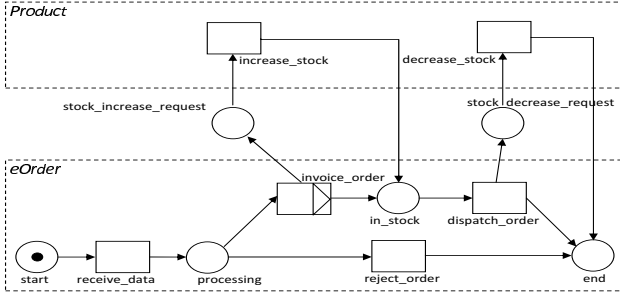 Product
increase_stock
decrease_stock
stock_increase_request
stock_decrease_request
eOrder
invoice_order
in_stock
dispatch_order
start
receive_data
processing
reject_order
end